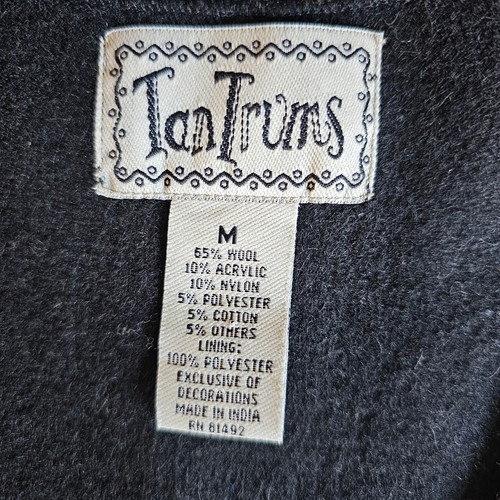 TanTrums
M
65% WOOL
10% ACRYLIC
10% NYLON
5% POLYESTER
5% COTTON
5% OTHERS
LINING:
100% POLYESTER
EXCLUSIVE OF
DECORATIONS
MADE IN INDIA
RN 81492